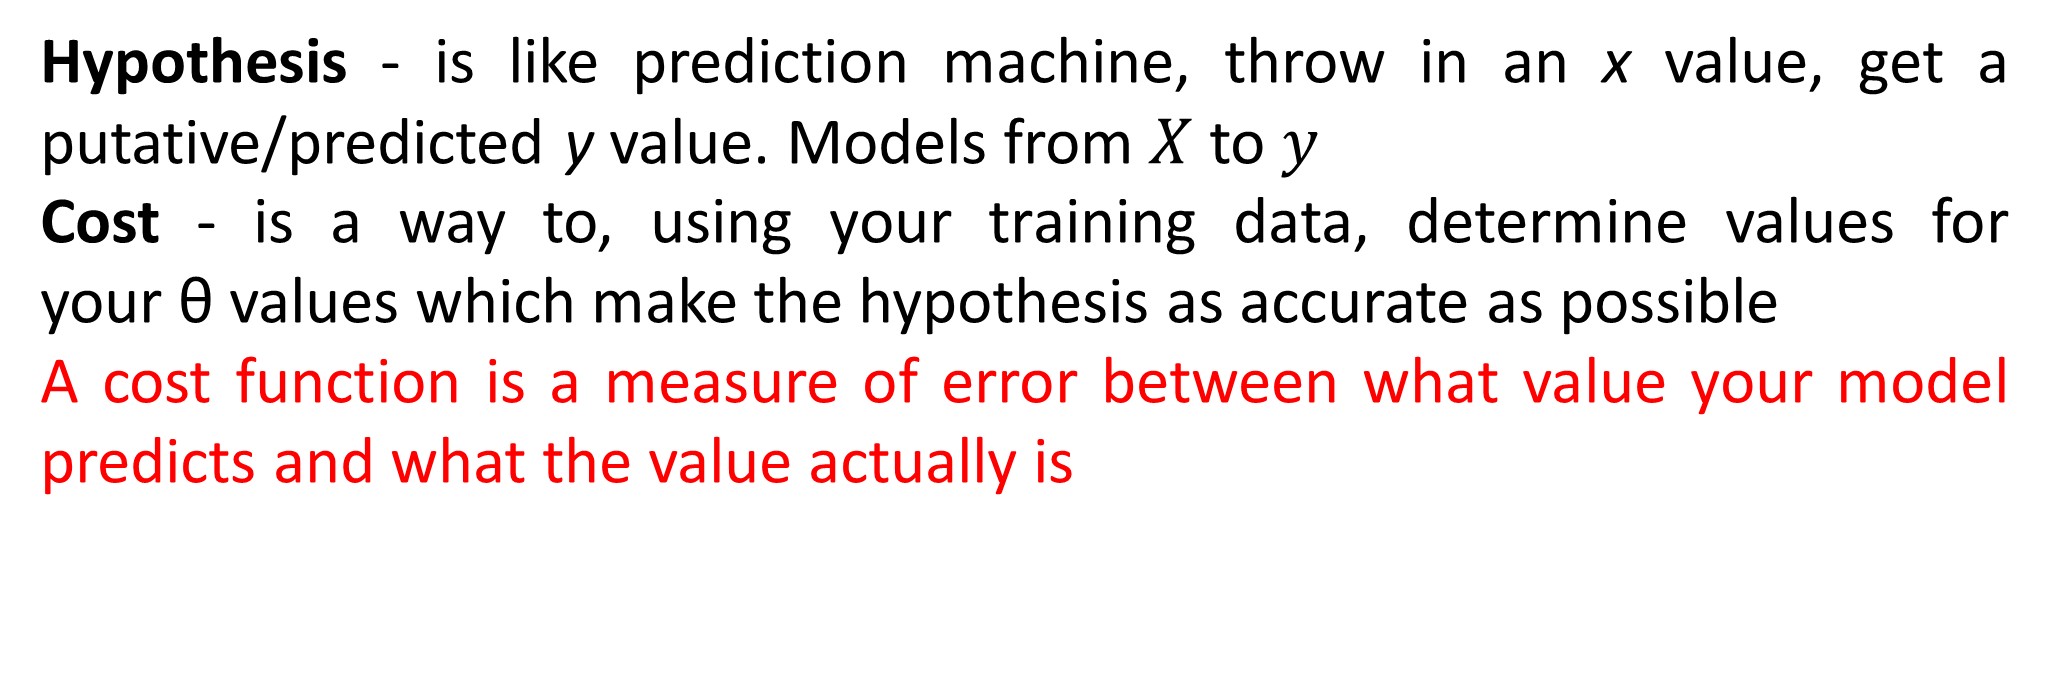 Hypothesis - is like prediction machine, throw in an x value, get a
putative/predicted y value. Models from X to y
Cost - is a way to, using your training data, determine values for
your θ values which make the hypothesis as accurate as possible
A cost function is a measure of error between what value your model
predicts and what the value actually is